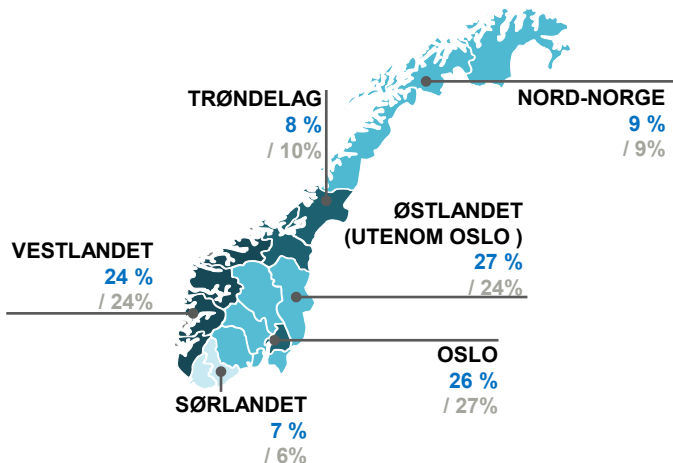 TRØNDELAG
8 %
/ 10%
NORD-NORGE
9 %
/ 9%
ØSTLANDET
(UTENOM OSLO )
27 %
/ 24%
VESTLANDET
24 %
/ 24%
OSLO
26 %
/ 27%
SØRLANDET
7 %
/ 6%